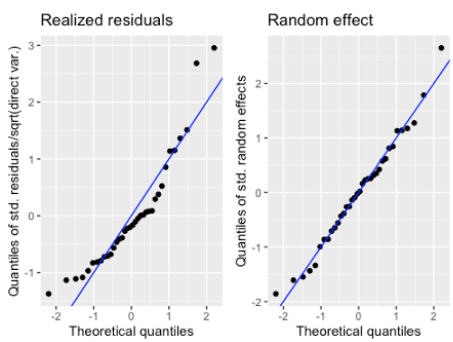 Realized residuals
Quantiles of std. residuals/sqrt(direct var.)
3
2
1
0
-1
-2 -1 0 1 2
Theoretical quantiles
Random effect
Quantiles of std. random effects
2
1
0
-1
-2
-2 -1 0 1 2
Theoretical quantiles